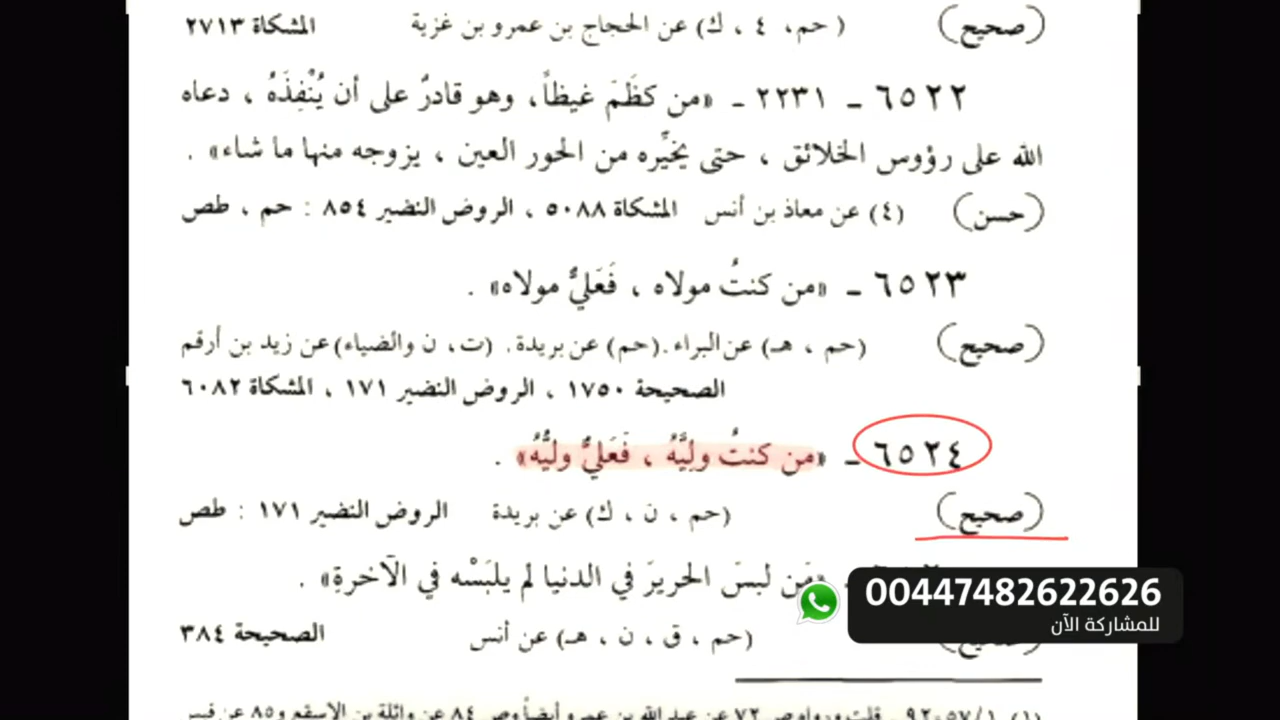 (صحيح) (حم، ٤ ، ك) عن الحجاج بن عمرو بن غزية المشكاة ٢٧١٣
٦٥٢٢ ـ ٢٢٣١ ـ «من كظَمَ غيظاً، وهو قادرٌ على أن يُنْفِذَهُ ، دعاه
الله على رؤوس الخلائق ، حتى يخيِّره من الحور العين ، يزوجه منها ما شاء» .
(حسن) (٤) عن معاذ بن أنس المشكاة ٥٠٨٨ ، الروض النضير ٨٥٤ : حم ، طص
٦٥٢٣ ـ «من كنتُ مولاه ، فَعَليٌّ مولاه» .
(صحيح) (حم ، هـ) عن البراء . (حم) عن بريدة . (ت ، ن والضياء) عن زيد بن أرقم
الصحيحة ١٧٥٠ ، الروض النضير ١٧١ ، المشكاة ٦٠٨٢
٦٥٢٤ ـ «من كنتُ وليَّهُ ، فَعَليٌّ وليُّهُ» .
(صحيح) (حم ، ن ، ك) عن بريدة الروض النضير ١٧١ : طص
«مَن لبسَ الحريرَ في الدنيا لم يلبَسْه في الآخرةِ» .
(حم ، ق ، ن ، هـ) عن أنس الصحيحة ٣٨٤
00447482622626
للمشاركة الآن